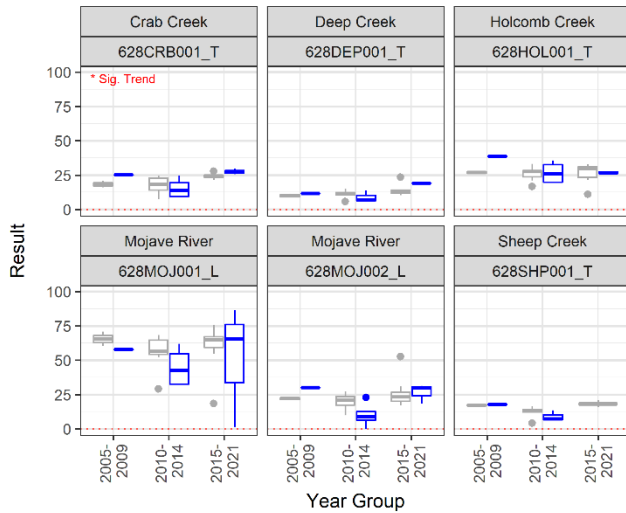 Crab Creek
Deep Creek
Holcomb Creek
628CRB001_T
628DEP001_T
628HOL001_T
100
75
50
25
0
* Sig. Trend
Mojave River
Mojave River
Sheep Creek
628MOJ001_L
628MOJ002_L
628SHP001_T
100
75
50
25
0
Result
2005-
2009
2010-
2014
2015-
2021
2005-
2009
2010-
2014
2015-
2021
2005-
2009
2010-
2014
2015-
2021
Year Group